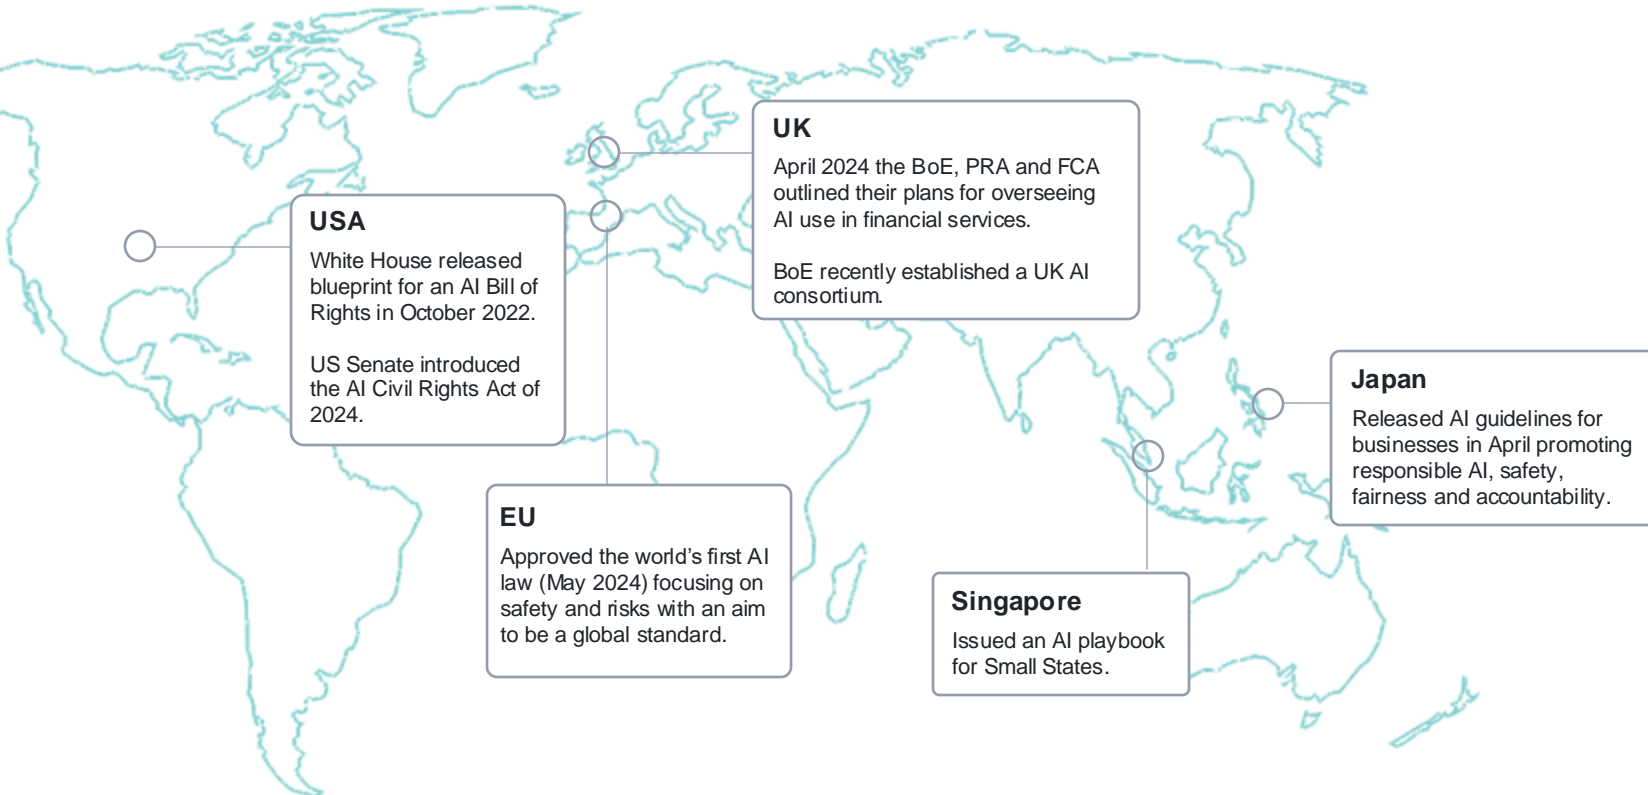 UK
April 2024 the BoE, PRA and FCA
outlined their plans for overseeing
AI use in financial services.
BoE recently established a UK AI
consortium.
USA
White House released
blueprint for an AI Bill of
Rights in October 2022.
US Senate introduced
the AI Civil Rights Act of
2024.
Japan
Released AI guidelines for
businesses in April promoting
responsible AI, safety,
fairness and accountability.
EU
Approved the world’s first AI
law (May 2024) focusing on
safety and risks with an aim
to be a global standard.
Singapore
Issued an AI playbook
for Small States.